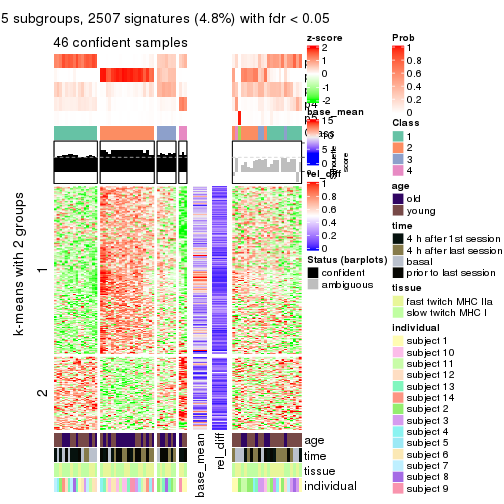 5 subgroups, 2507 signatures (4.8%) with fdr < 0.05
46 confident samples
k-means with 2 groups
1
2
base_mean
rel_diff
age
time
tissue
individual
z-score
2
1
0
-1
-2
base_mean
15
10
5
0
rel_diff
1
0.8
0.6
0.4
0.2
0
Status (barplots)
confident
ambiguous
Prob
1
0.8
0.6
0.4
0.2
0
Class
1
2
3
4
age
old
young
time
4 h after 1st session
4 h after last session
basal
prior to last session
tissue
fast twitch MHC IIa
slow twitch MHC I
individual
subject 1
subject 10
subject 11
subject 12
subject 13
subject 14
subject 2
subject 3
subject 4
subject 5
subject 6
subject 7
subject 8
subject 9